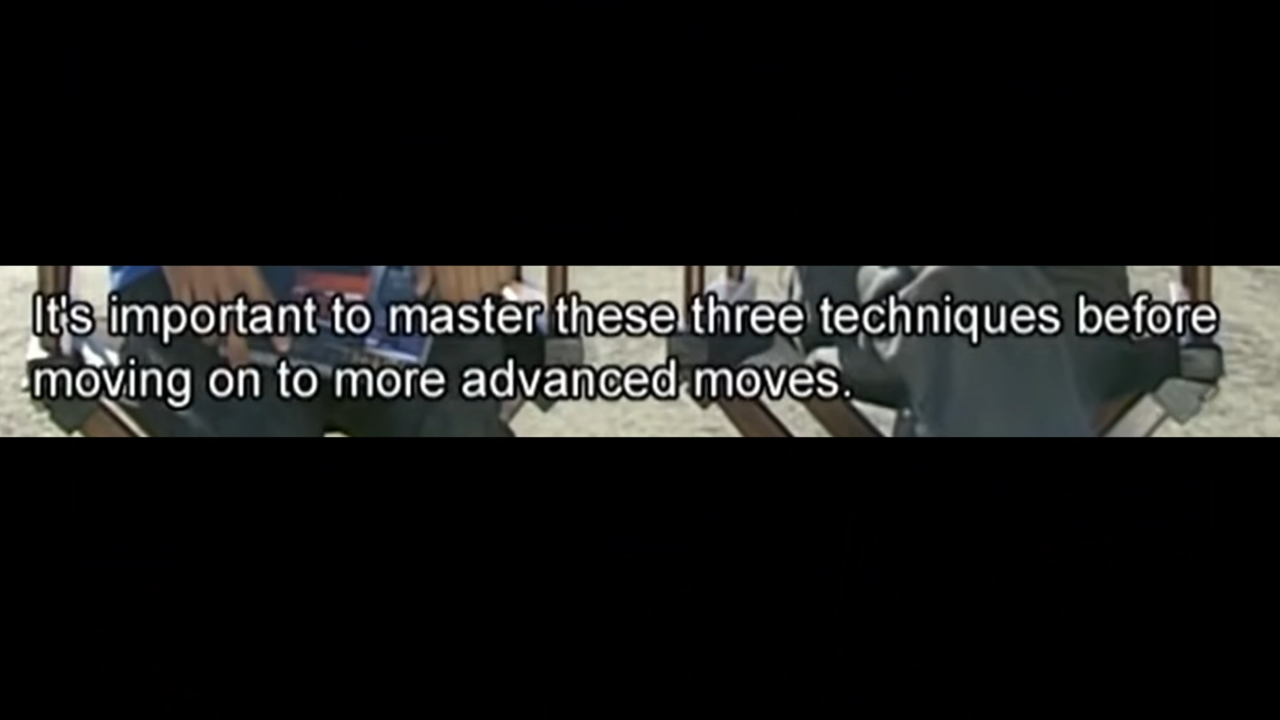 It's important to master these three techniques before
moving on to more advanced moves.